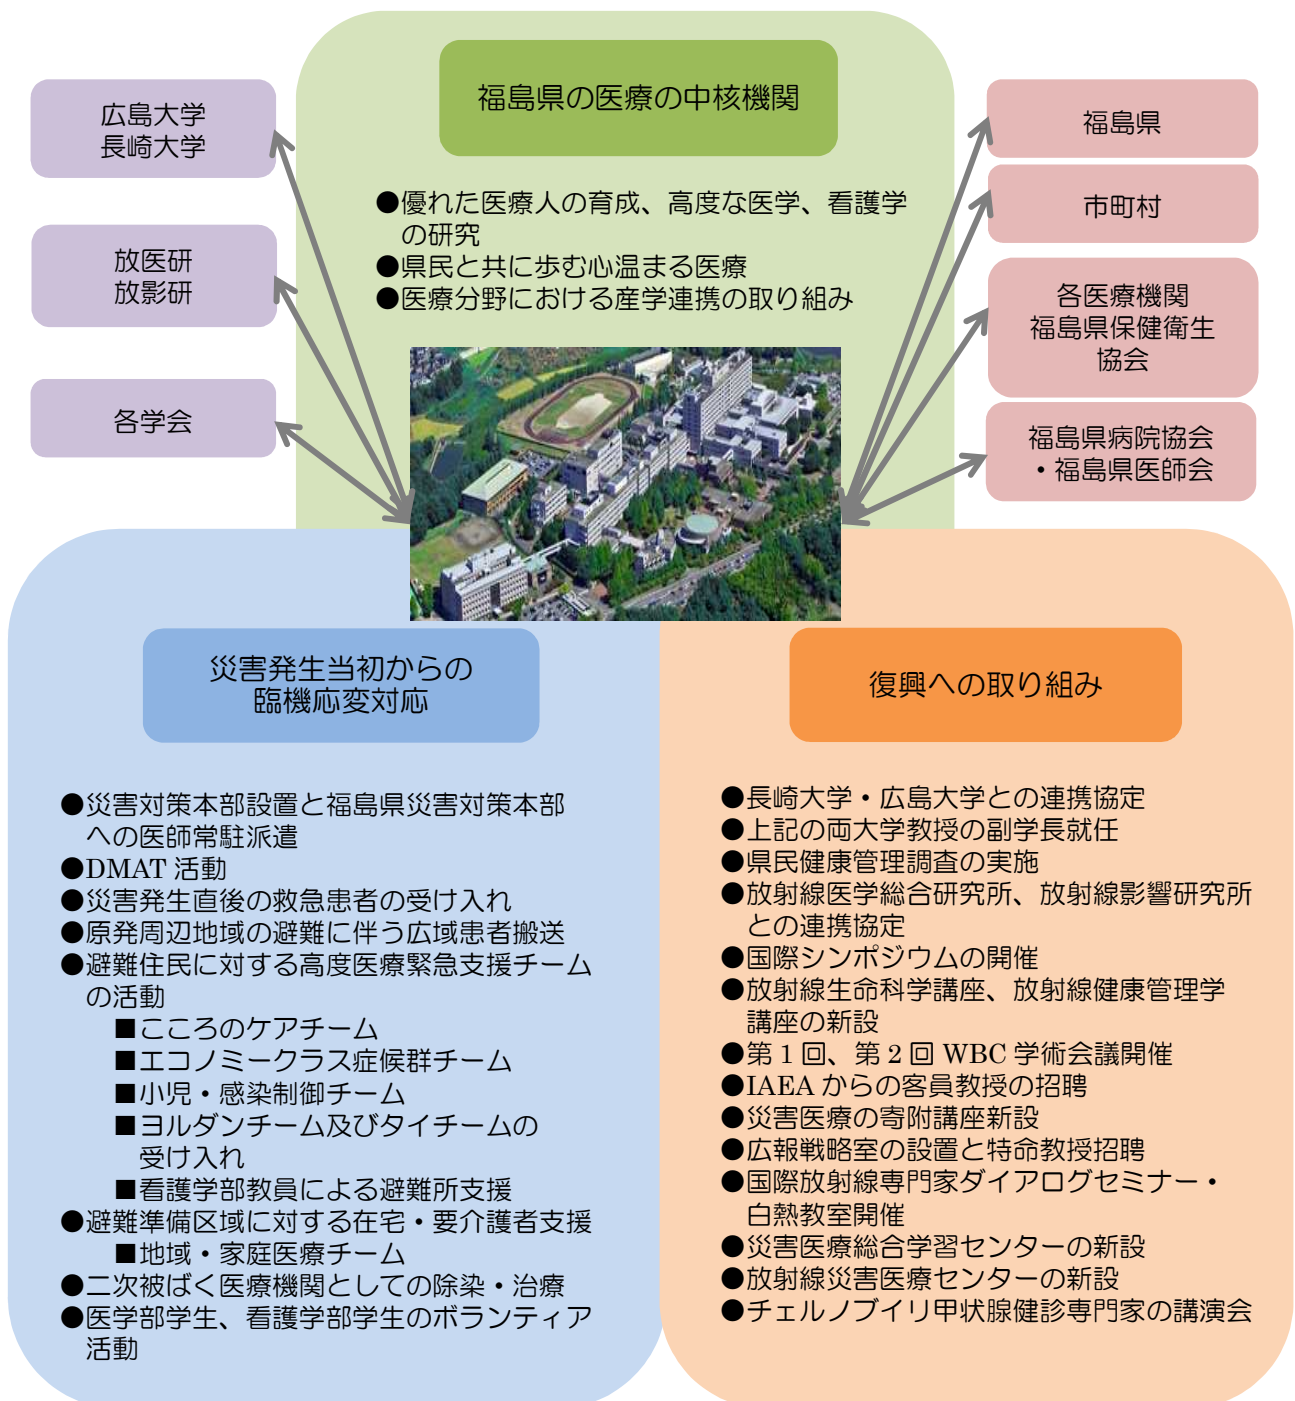 福島県の医療の中核機関
●優れた医療人の育成、高度な医学、看護学
の研究
●県民と共に歩む心温まる医療
●医療分野における産学連携の取り組み
広島大学
長崎大学
放医研
放影研
各学会
福島県
市町村
各医療機関
福島県保健衛生
協会
福島県病院協会
・福島県医師会
災害発生当初からの
臨機応変対応
●災害対策本部設置と福島県災害対策本部
への医師常駐派遣
●DMAT 活動
●災害発生直後の救急患者の受け入れ
●原発周辺地域の避難に伴う広域患者搬送
●避難住民に対する高度医療緊急支援チーム
の活動
■こころのケアチーム
■エコノミークラス症候群チーム
■小児・感染制御チーム
■ヨルダンチーム及びタイチームの
受け入れ
■看護学部教員による避難所支援
●避難準備区域に対する在宅・要介護者支援
■地域・家庭医療チーム
●二次被ばく医療機関としての除染・治療
●医学部学生、看護学部学生のボランティア
活動
復興への取り組み
●長崎大学・広島大学との連携協定
●上記の両大学教授の副学長就任
●県民健康管理調査の実施
●放射線医学総合研究所、放射線影響研究所
との連携協定
●国際シンポジウムの開催
●放射線生命科学講座、放射線健康管理学
講座の新設
●第 1 回、第 2 回 WBC 学術会議開催
●IAEA からの客員教授の招聘
●災害医療の寄附講座新設
●広報戦略室の設置と特命教授招聘
●国際放射線専門家ダイアログセミナー・
白熱教室開催
●災害医療総合学習センターの新設
●放射線災害医療センターの新設
●チェルノブイリ甲状腺健診専門家の講演会